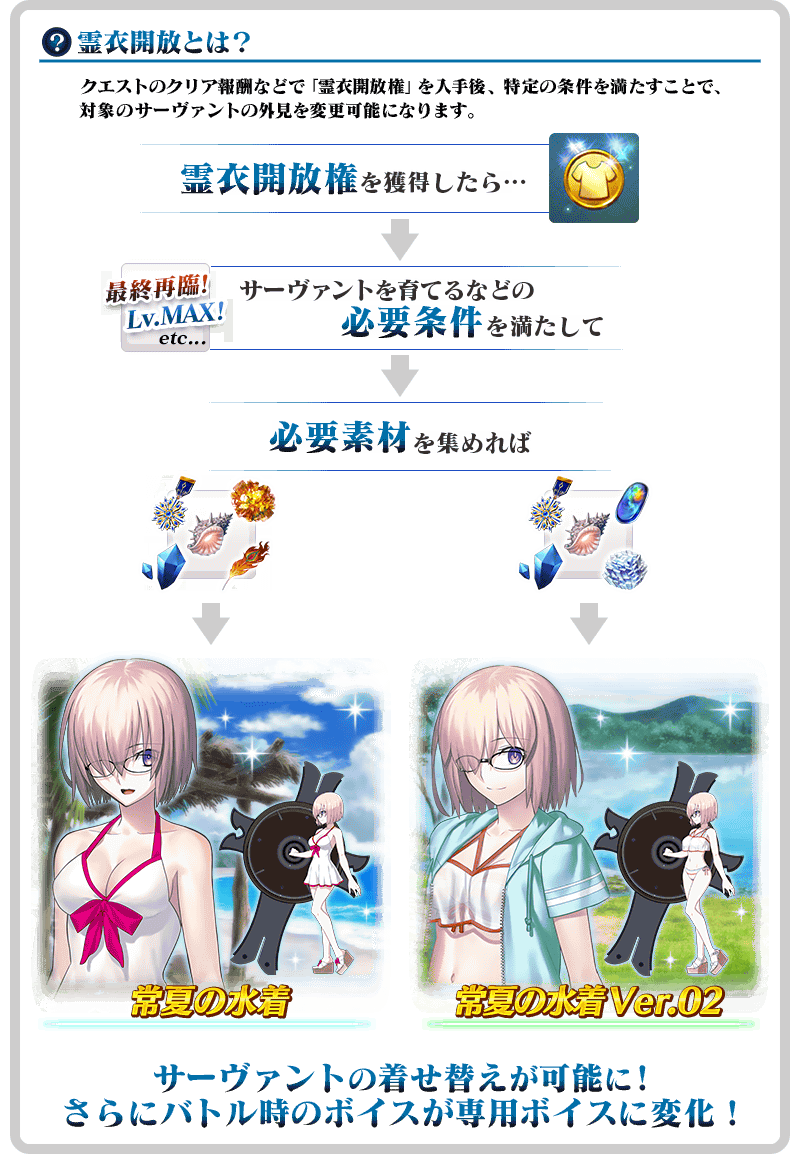 ?霊衣開放とは？
クエストのクリア報酬などで「霊衣開放権」を入手後、特定の条件を満たすことで、
対象のサーヴァントの外見を変更可能になります。
霊衣開放権を獲得したら…
最終再臨!
Lv.MAX!
etc...
サーヴァントを育てるなどの
必要条件を満たして
必要素材を集めれば
常夏の水着
常夏の水着 Ver.02
サーヴァントの着せ替えが可能に！
さらにバトル時のボイスが専用ボイスに変化！